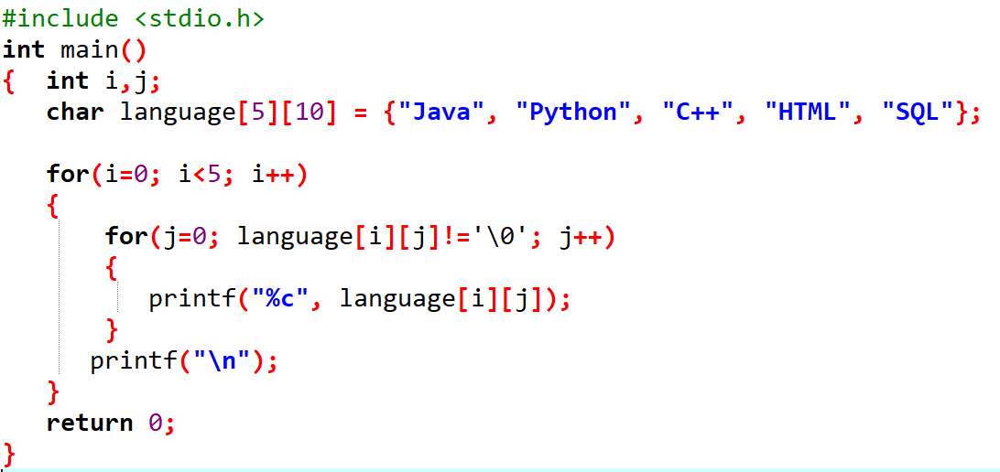 #include <stdio.h>
int main()
{  int i,j;
   char language[5][10] = {"Java", "Python", "C++", "HTML", "SQL"};
   for(i=0; i<5; i++)
   {
       for(j=0; language[i][j]!='\0'; j++)
       {
          printf("%c", language[i][j]);
       }
      printf("\n");
   }
   return 0;
}